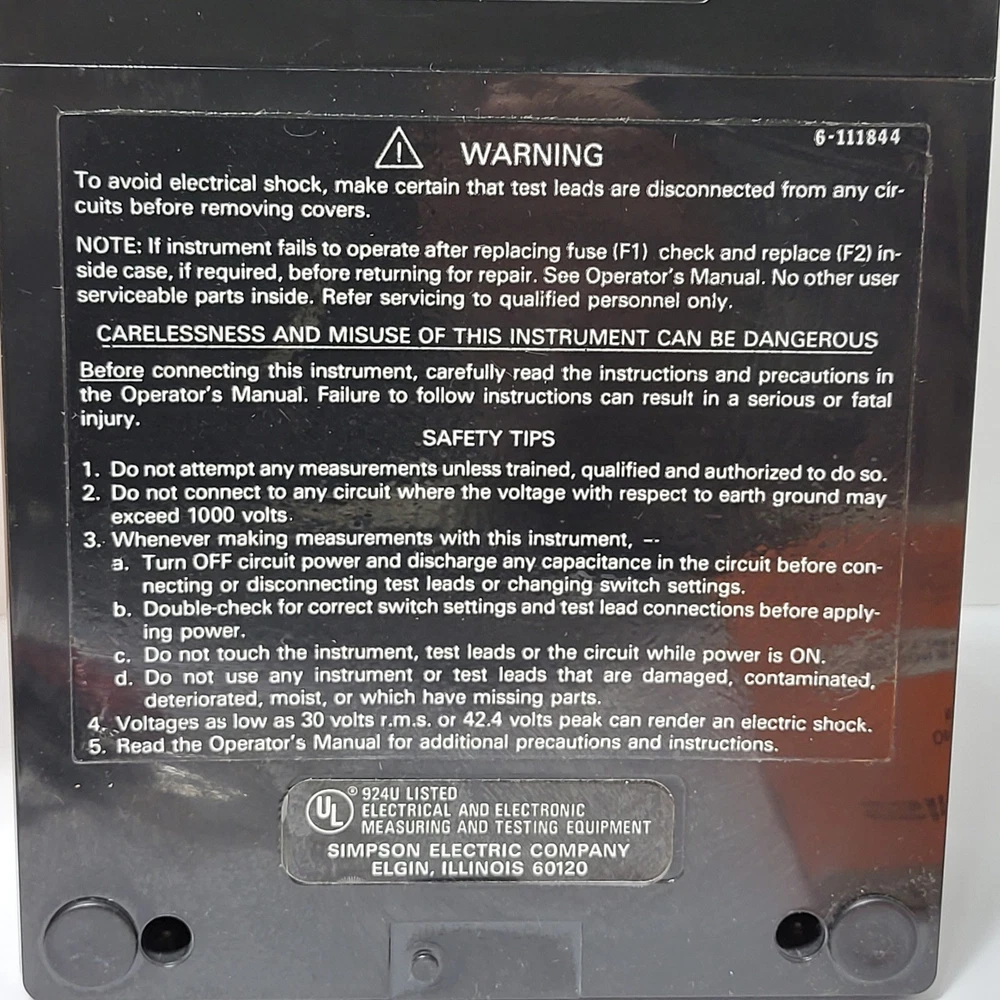 6-111844
WARNING
To avoid electrical shock, make certain that test leads are disconnected from any cir-
cuits before removing covers.
NOTE: If instrument fails to operate after replacing fuse (F1) check and replace (F2) in-
side case, if required, before returning for repair. See Operator's Manual. No other user
serviceable parts inside. Refer servicing to qualified personnel only.
CARELESSNESS AND MISUSE OF THIS INSTRUMENT CAN BE DANGEROUS
Before connecting this instrument, carefully read the instructions and precautions in
the Operator's Manual. Failure to follow instructions can result in a serious or fatal
injury.
SAFETY TIPS
1. Do not attempt any measurements unless trained, qualified and authorized to do so.
2. Do not connect to any circuit where the voltage with respect to earth ground may
exceed 1000 volts.
3. Whenever making measurements with this instrument, --
a. Turn OFF circuit power and discharge any capacitance in the circuit before con-
necting or disconnecting test leads or changing switch settings.
b. Double-check for correct switch settings and test lead connections before apply-
ing power.
c. Do not touch the instrument, test leads or the circuit while power is ON.
d. Do not use any instrument or test leads that are damaged, contaminated,
deteriorated, moist, or which have missing parts.
4. Voltages as low as 30 volts r.m.s. or 42.4 volts peak can render an electric shock.
5. Read the Operator's Manual for additional precautions and instructions.
UL ® 924U LISTED
ELECTRICAL AND ELECTRONIC
MEASURING AND TESTING EQUIPMENT
SIMPSON ELECTRIC COMPANY
ELGIN, ILLINOIS 60120